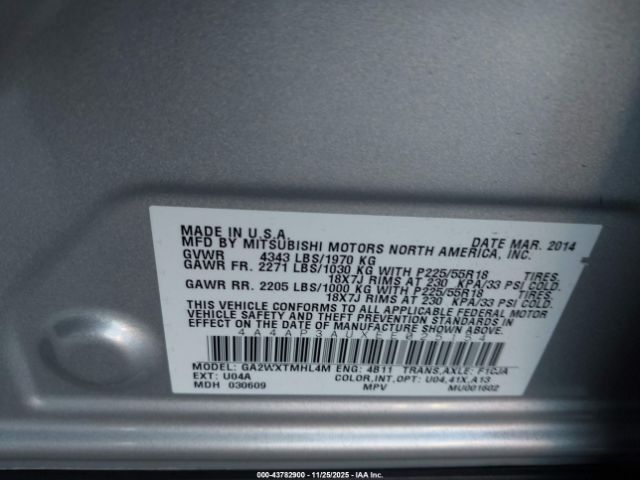 MADE IN U.S.A. DATE MAR. 2014
MFD BY MITSUBISHI MOTORS NORTH AMERICA, INC.
GVWR 4343 LBS/1970 KG
GAWR FR. 2271 LBS/1030 KG WITH P225/55R18 TIRES.
18X7J RIMS AT 230 KPA/33 PSI COLD.
GAWR RR. 2205 LBS/1000 KG WITH P225/55R18 TIRES.
18X7J RIMS AT 230 KPA/33 PSI COLD.
THIS VEHICLE CONFORMS TO ALL APPLICABLE FEDERAL MOTOR
VEHICLE SAFETY AND THEFT PREVENTION STANDARDS IN
EFFECT ON THE DATE OF MANUFACTURE SHOWN ABOVE.
4A4AP3AUXEE025154
MODEL: GA2WXTMHL4M ENG: 4B11 TRANS,AXLE: F1CJA
EXT: U04A COLOR,INT,OPT: U04,41X,A13
MDH 030609 MPV MU001602
000-43782900 - 11/25/2025 - IAA Inc.